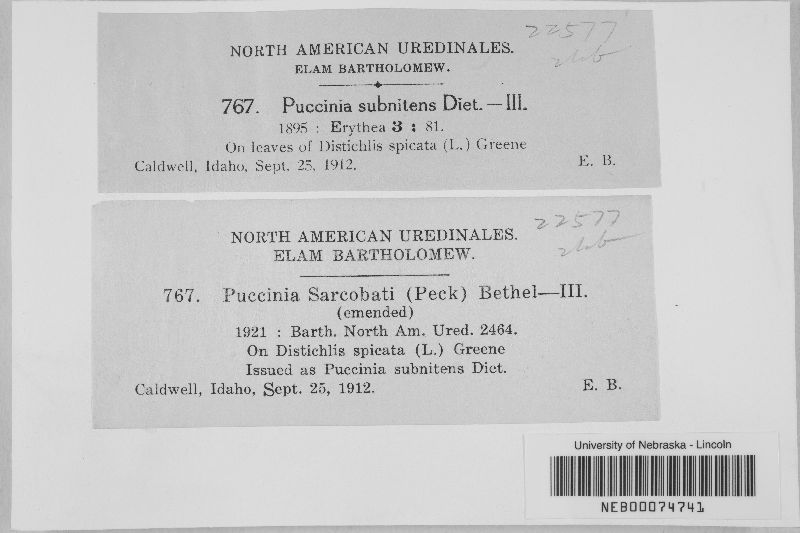 22577
NORTH AMERICAN UREDINALES.
ELAM BARTHOLOMEW.
767. Puccinia subnitens Diet. — III.
1895 : Erythea 3 : 81.
On leaves of Distichlis spicata (L.) Greene
Caldwell, Idaho, Sept. 25, 1912. E. B.
22577
NORTH AMERICAN UREDINALES.
ELAM BARTHOLOMEW.
767. Puccinia Sarcobati (Peck) Bethel—III.
(emended)
1921 : Barth. North Am. Ured. 2464.
On Distichlis spicata (L.) Greene
Issued as Puccinia subnitens Diet.
Caldwell, Idaho, Sept. 25, 1912. E. B.
University of Nebraska - Lincoln
NEB00074741